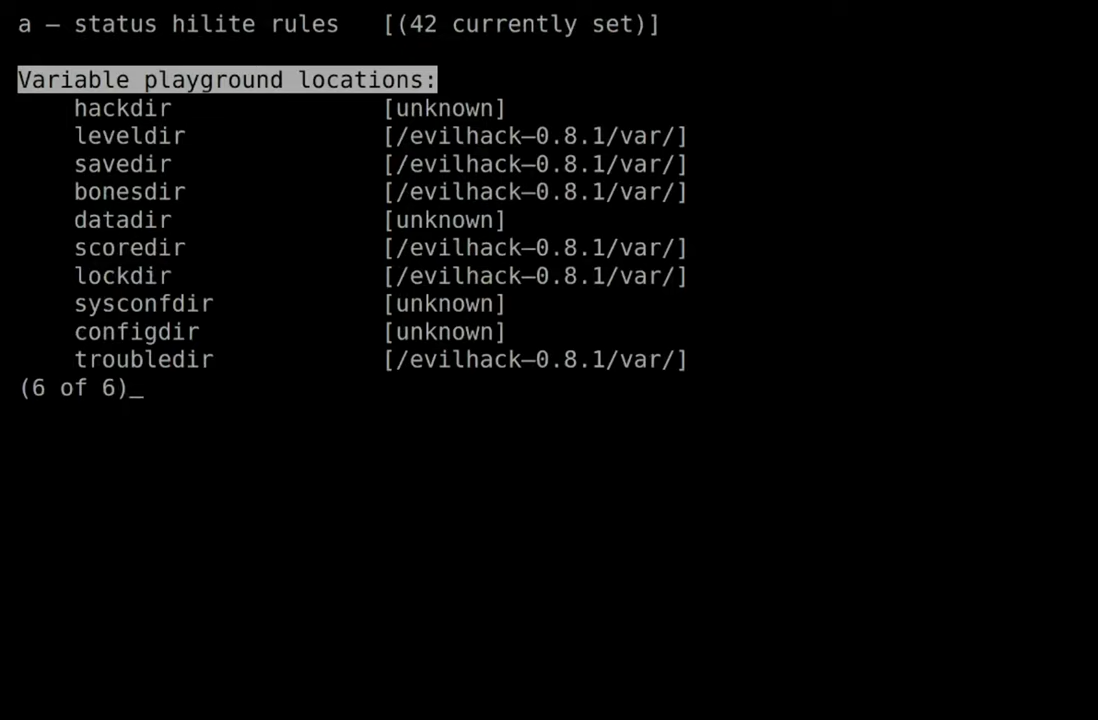 a – status hilite rules   [(42 currently set)]
Variable playground locations:
hackdir               [unknown]
leveldir              [/evilhack–0.8.1/var/]
savedir               [/evilhack–0.8.1/var/]
bonesdir              [/evilhack–0.8.1/var/]
datadir               [unknown]
scoredir              [/evilhack–0.8.1/var/]
lockdir               [/evilhack–0.8.1/var/]
sysconfdir            [unknown]
configdir             [unknown]
troubledir            [/evilhack–0.8.1/var/]
(6 of 6)_